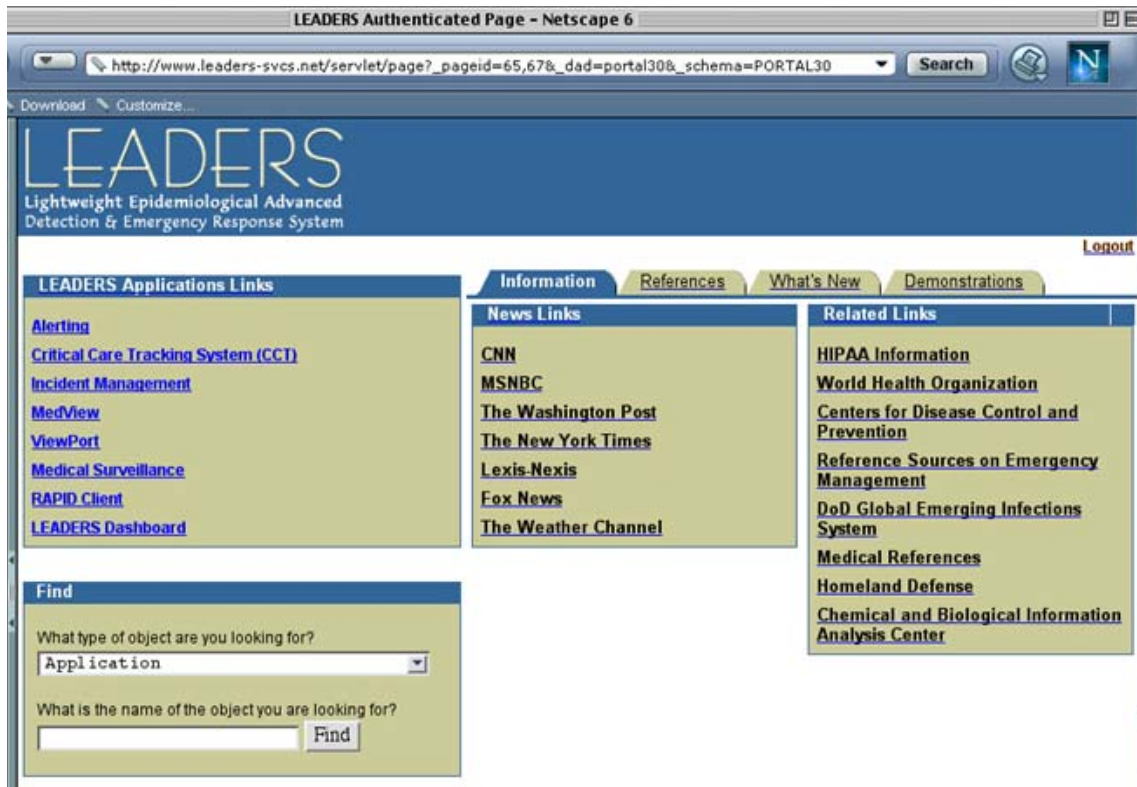 LEADERS Authenticated Page - Netscape 6
http://www.leaders-svcs.net/servlet/page?_pageid=65,67&_dad=portal30&_schema=PORTAL30
Search
N
Download
Customize...
LEADERS
Lightweight Epidemiological Advanced
Detection & Emergency Response System
Logout
LEADERS Applications Links
Alerting
Critical Care Tracking System (CCT)
Incident Management
MedView
ViewPort
Medical Surveillance
RAPID Client
LEADERS Dashboard
Information
References
What's New
Demonstrations
News Links
CNN
MSNBC
The Washington Post
The New York Times
Lexis-Nexis
Fox News
The Weather Channel
Related Links
HIPAA Information
World Health Organization
Centers for Disease Control and
Prevention
Reference Sources on Emergency
Management
DoD Global Emerging Infections
System
Medical References
Homeland Defense
Chemical and Biological Information
Analysis Center
Find
What type of object are you looking for?
Application
What is the name of the object you are looking for?
Find